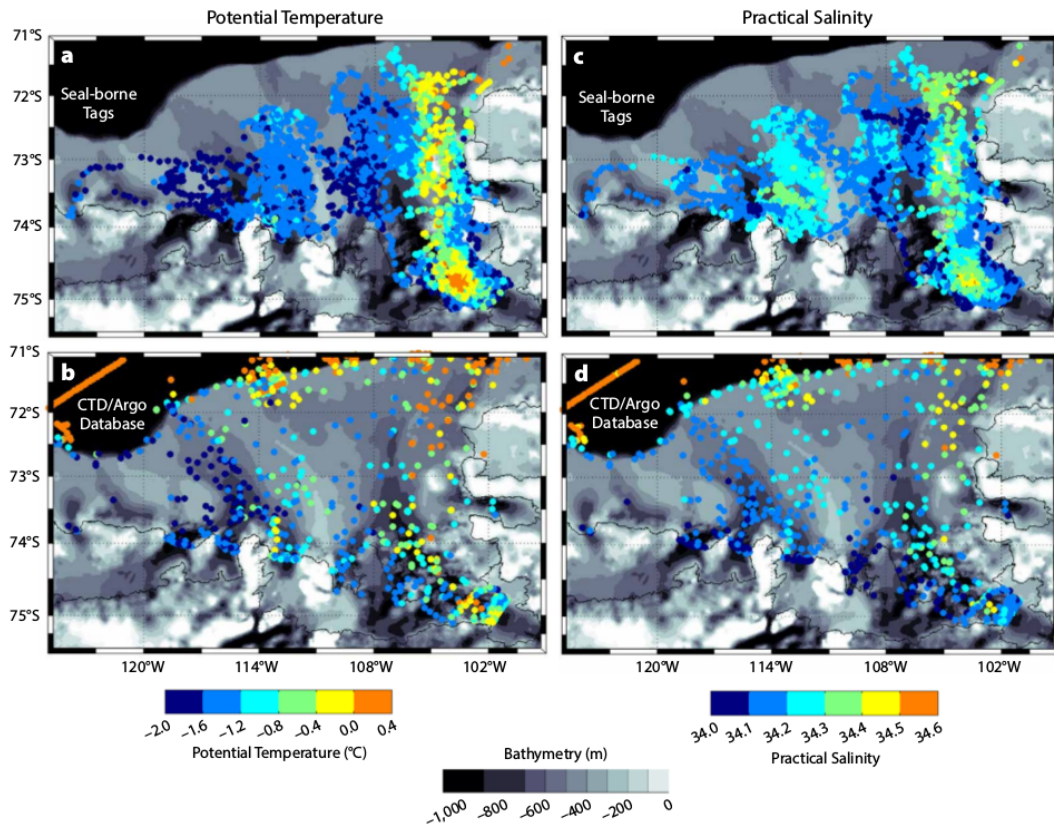 Potential Temperature
Practical Salinity
71°S
72°S
73°S
74°S
75°S
a
Seal-borne
Tags
c
Seal-borne
Tags
71°S
72°S
73°S
74°S
75°S
b
CTD/Argo
Database
d
CTD/Argo
Database
120W 114°W 108°W 102°W
120°W 114°W 108°W 102°W
−2.0 −1.6 −1.2 −0.8 −0.4 0.0 0.4
Potential Temperature (°C)
34.0 34.1 34.2 34.3 34.4 34.5 34.6
Practical Salinity
Bathymetry (m)
−1,000 −800 −600 −400 −200 0